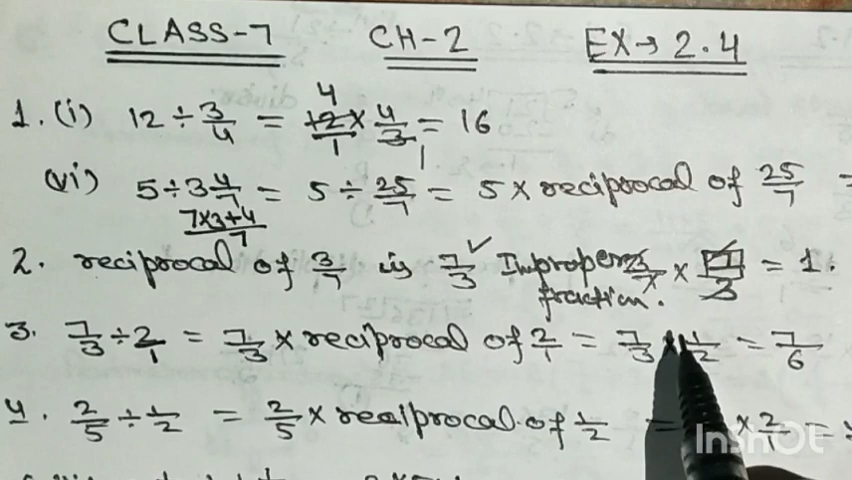 CLASS-7 CH-2 EX→2.4
1. (i) 12 ÷ 3/4 = 12/1 × 4/3 = 16
4
1
(vi) 5 ÷ 3 4/7 = 5 ÷ 25/7 = 5 × reciprocal of 25/7 =
7×3+4/7
2. reciprocal of 3/7 is 7/3 ✓ Improper fraction. 3/7 × 7/3 = 1.
3. 7/3 ÷ 2/1 = 7/3 × reciprocal of 2/1 = 7/3 × 1/2 = 7/6
4. 2/5 ÷ 1/2 = 2/5 × reciprocal of 1/2 = × 2/1 =
InShOt